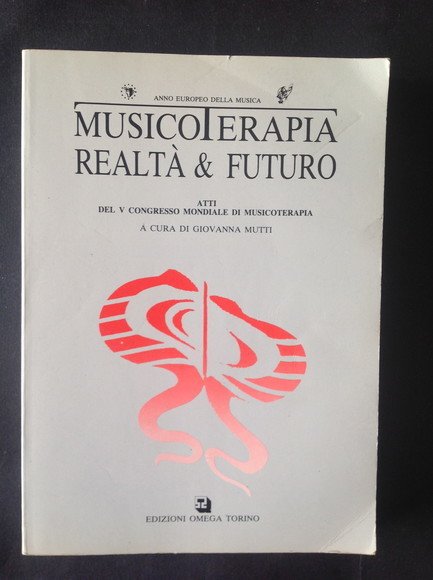 ANNO EUROPEO DELLA MUSICA
MUSICOTERAPIA
REALTÀ & FUTURO
ATTI
DEL V CONGRESSO MONDIALE DI MUSICOTERAPIA
A CURA DI GIOVANNA MUTTI
EDIZIONI OMEGA TORINO